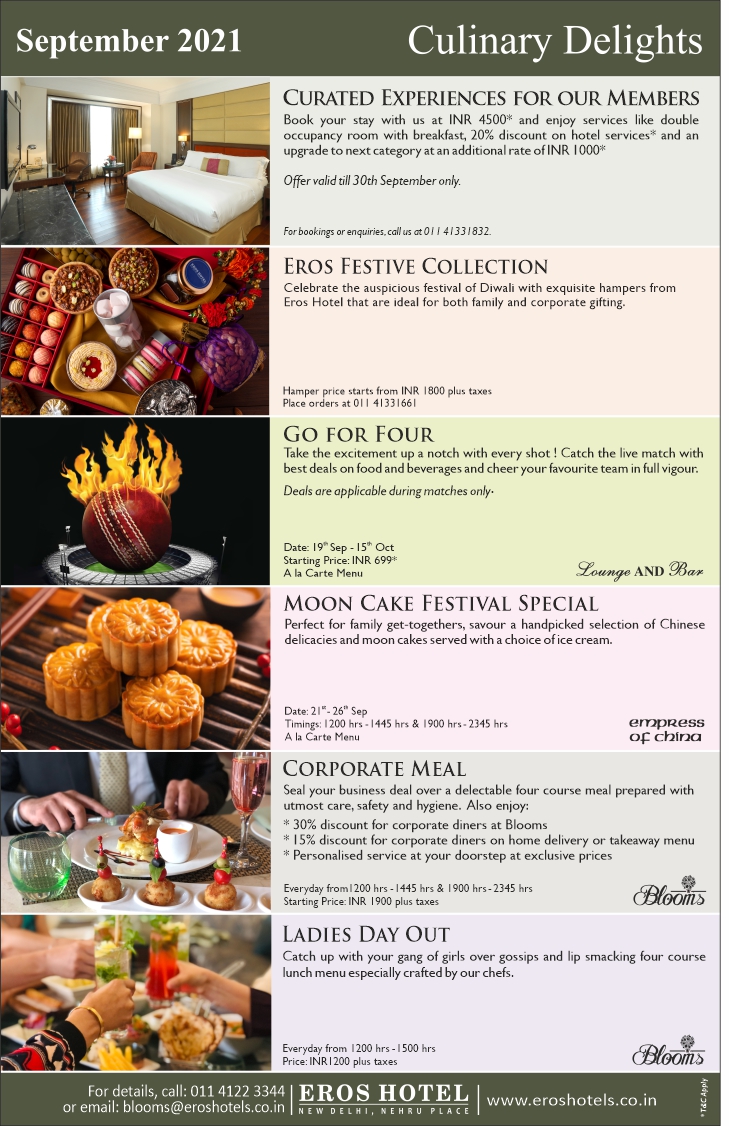 September 2021
Culinary Delights
CURATED EXPERIENCES FOR OUR MEMBERS
Book your stay with us at INR 4500* and enjoy services like double
occupancy room with breakfast, 20% discount on hotel services* and an
upgrade to next category at an additional rate of INR 1000*
Offer valid till 30th September only.
For bookings or enquiries, call us at 011 41331832.
EROS FESTIVE COLLECTION
Celebrate the auspicious festival of Diwali with exquisite hampers from
Eros Hotel that are ideal for both family and corporate gifting.
Hamper price starts from INR 1800 plus taxes
Place orders at 011 41331661
GO FOR FOUR
Take the excitement up a notch with every shot ! Catch the live match with
best deals on food and beverages and cheer your favourite team in full vigour.
Deals are applicable during matches only.
Date: 19th Sep - 15th Oct
Starting Price: INR 699*
A la Carte Menu
Lounge AND Bar
MOON CAKE FESTIVAL SPECIAL
Perfect for family get-togethers, savour a handpicked selection of Chinese
delicacies and moon cakes served with a choice of ice cream.
Date: 21st - 26th Sep
Timings: 1200 hrs -1445 hrs & 1900 hrs - 2345 hrs
A la Carte Menu
empress
of china
CORPORATE MEAL
Seal your business deal over a delectable four course meal prepared with
utmost care, safety and hygiene. Also enjoy:
* 30% discount for corporate diners at Blooms
* 15% discount for corporate diners on home delivery or takeaway menu
* Personalised service at your doorstep at exclusive prices
Everyday from1200 hrs -1445 hrs & 1900 hrs - 2345 hrs
Starting Price: INR 1900 plus taxes
Blooms
LADIES DAY OUT
Catch up with your gang of girls over gossips and lip smacking four course
lunch menu especially crafted by our chefs.
Everyday from 1200 hrs -1500 hrs
Price: INR1200 plus taxes
Blooms
For details, call: 011 4122 3344
or email: blooms@eroshotels.co.in
EROS HOTEL
NEW DELHI, NEHRU PLACE
www.eroshotels.co.in
*T&C Apply